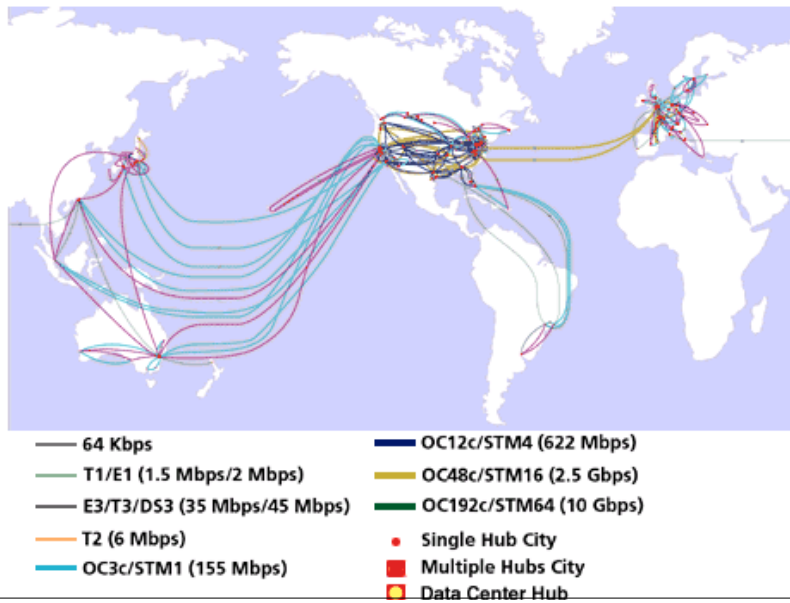 64 Kbps
T1/E1 (1.5 Mbps/2 Mbps)
E3/T3/DS3 (35 Mbps/45 Mbps)
T2 (6 Mbps)
OC3c/STM1 (155 Mbps)
OC12c/STM4 (622 Mbps)
OC48c/STM16 (2.5 Gbps)
OC192c/STM64 (10 Gbps)
Single Hub City
Multiple Hubs City
Data Center Hub